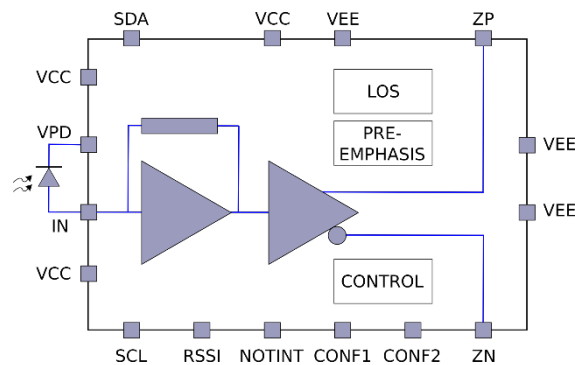 SDA
VCC
VEE
ZP
VCC
LOS
VPD
PRE-
EMPHASIS
VEE
IN
VEE
VCC
CONTROL
SCL
RSSI
NOTINT
CONF1
CONF2
ZN